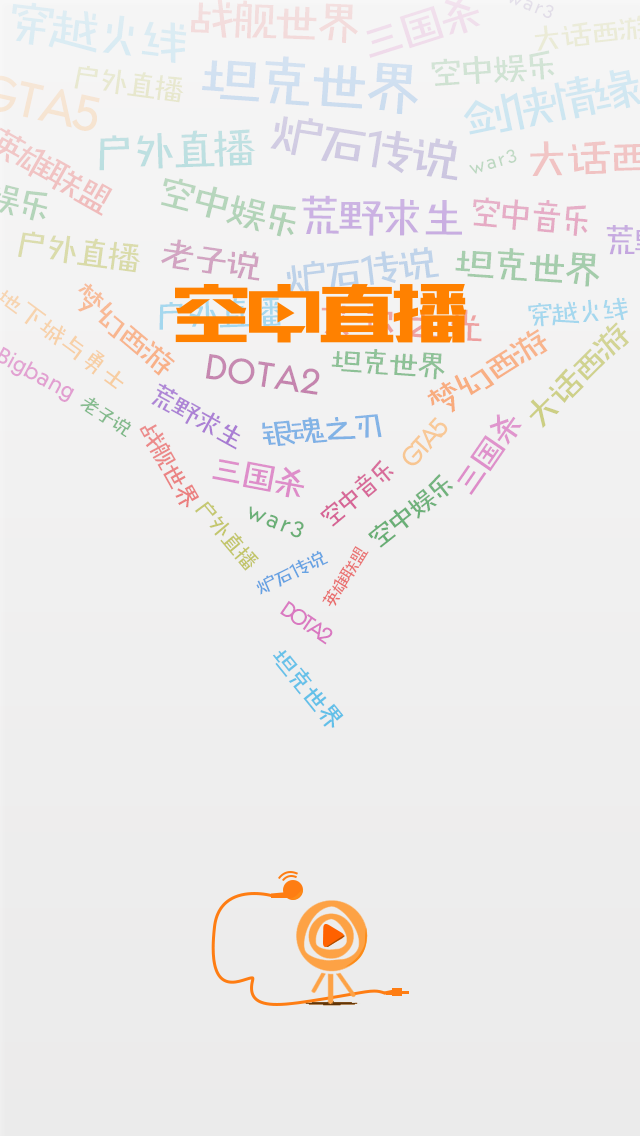 穿越火线
战舰世界
三国杀
war3
大话西游
GTA5
户外直播
坦克世界
空中娱乐
剑侠情缘
英雄联盟
户外直播
炉石传说
war3
大话西
娱乐
空中娱乐
荒野求生
空中音乐
荒野
户外直播
老子说
炉石传说
坦克世界
地下城与勇士
梦幻西游
户外直播
空中直播
穿越火线
Bigbang
老子说
荒野求生
DOTA2
坦克世界
梦幻西游
大话西游
战舰世界
银魂之刃
GTA5
三国杀
三国杀
空中音乐
户外直播
war3
空中娱乐
炉石传说
英雄联盟
DOTA2
坦克世界